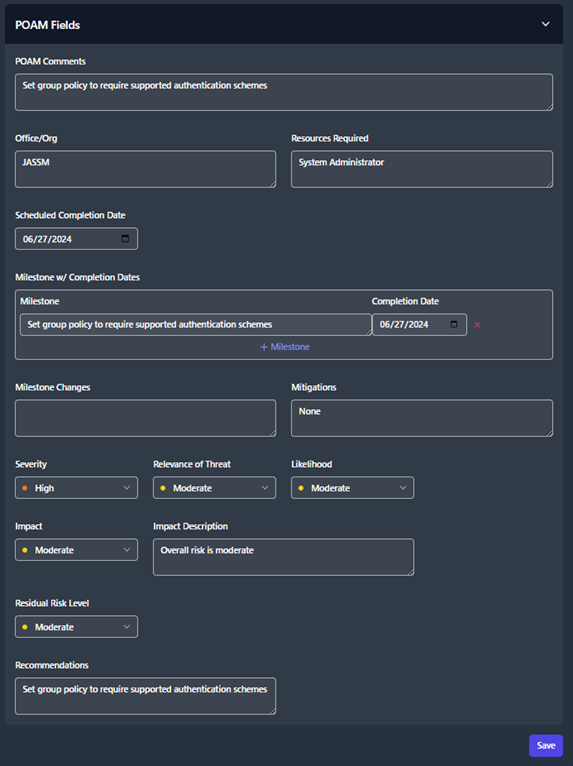 POAM Fields
POAM Comments
Set group policy to require supported authentication schemes
Office/Org
Resources Required
JASSM
System Administrator
Scheduled Completion Date
06/27/2024
Milestone w/ Completion Dates
Milestone
Completion Date
Set group policy to require supported authentication schemes
06/27/2024
+ Milestone
Milestone Changes
Mitigations
None
Severity
Relevance of Threat
Likelihood
High
Moderate
Moderate
Impact
Impact Description
Moderate
Overall risk is moderate
Residual Risk Level
Moderate
Recommendations
Set group policy to require supported authentication schemes
Save